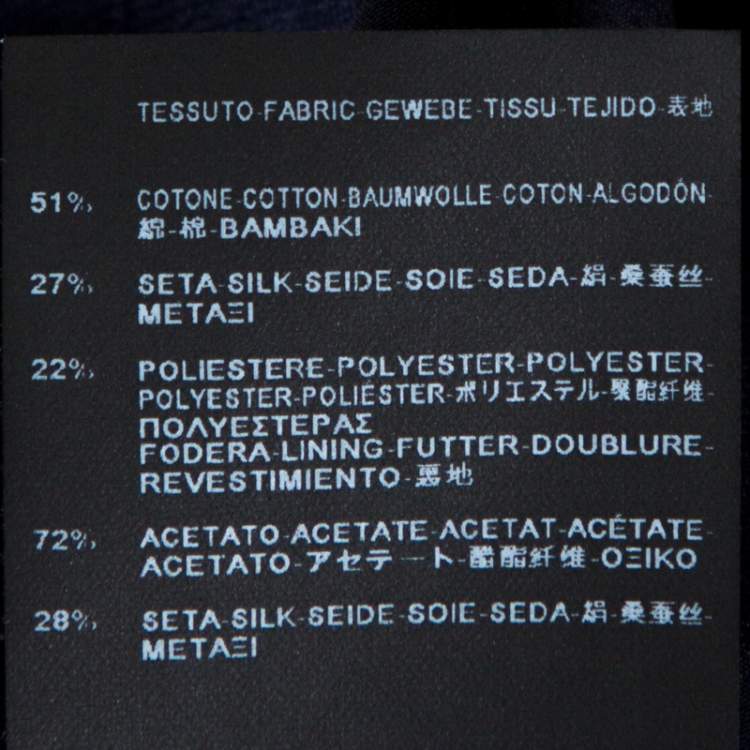 TESSUTO-FABRIC-GEWEBE-TISSU-TEJIDO-表地
51% COTONE-COTTON-BAUMWOLLE-COTON-ALGODÓN-
綿-棉-BAMBAKI
27% SETA-SILK-SEIDE-SOIE-SEDA-絹-桑蚕丝-
ΜΕΤΑΞΙ
22% POLIESTERE-POLYESTER-POLYESTER-
POLYESTER-POLIÉSTER-ポリエステル-聚酯纤维-
ΠΟΛΥΕΣΤΕΡΑΣ
FODERA-LINING-FUTTER-DOUBLURE-
REVESTIMIENTO-裏地
72% ACETATO-ACETATE-ACETAT-ACÉTATE-
ACETATO-アセテート-醋酯纤维-ΟΞΙΚΟ
28% SETA-SILK-SEIDE-SOIE-SEDA-絹-桑蚕丝-
ΜΕΤΑΞΙ